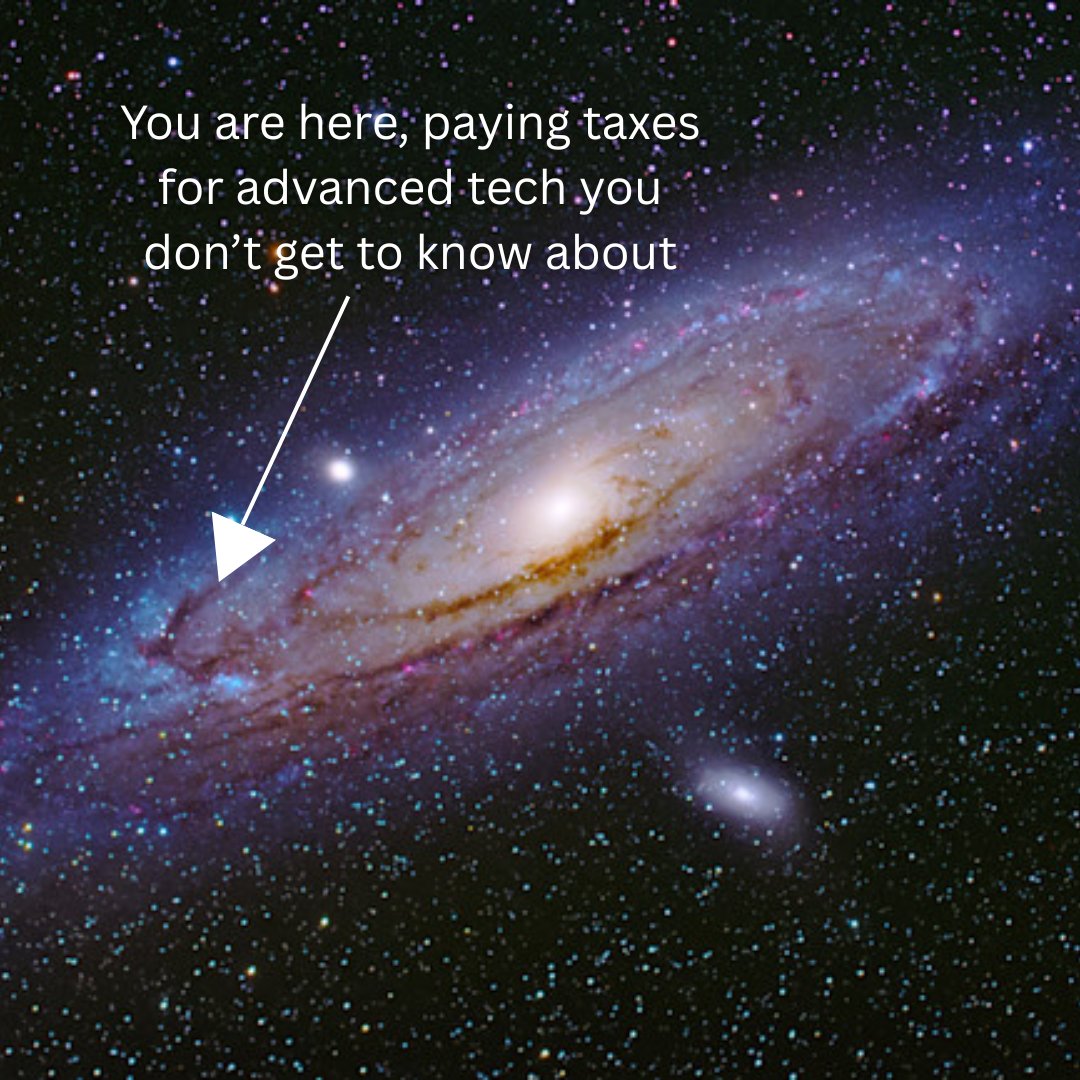 You are here, paying taxes
for advanced tech you
don’t get to know about